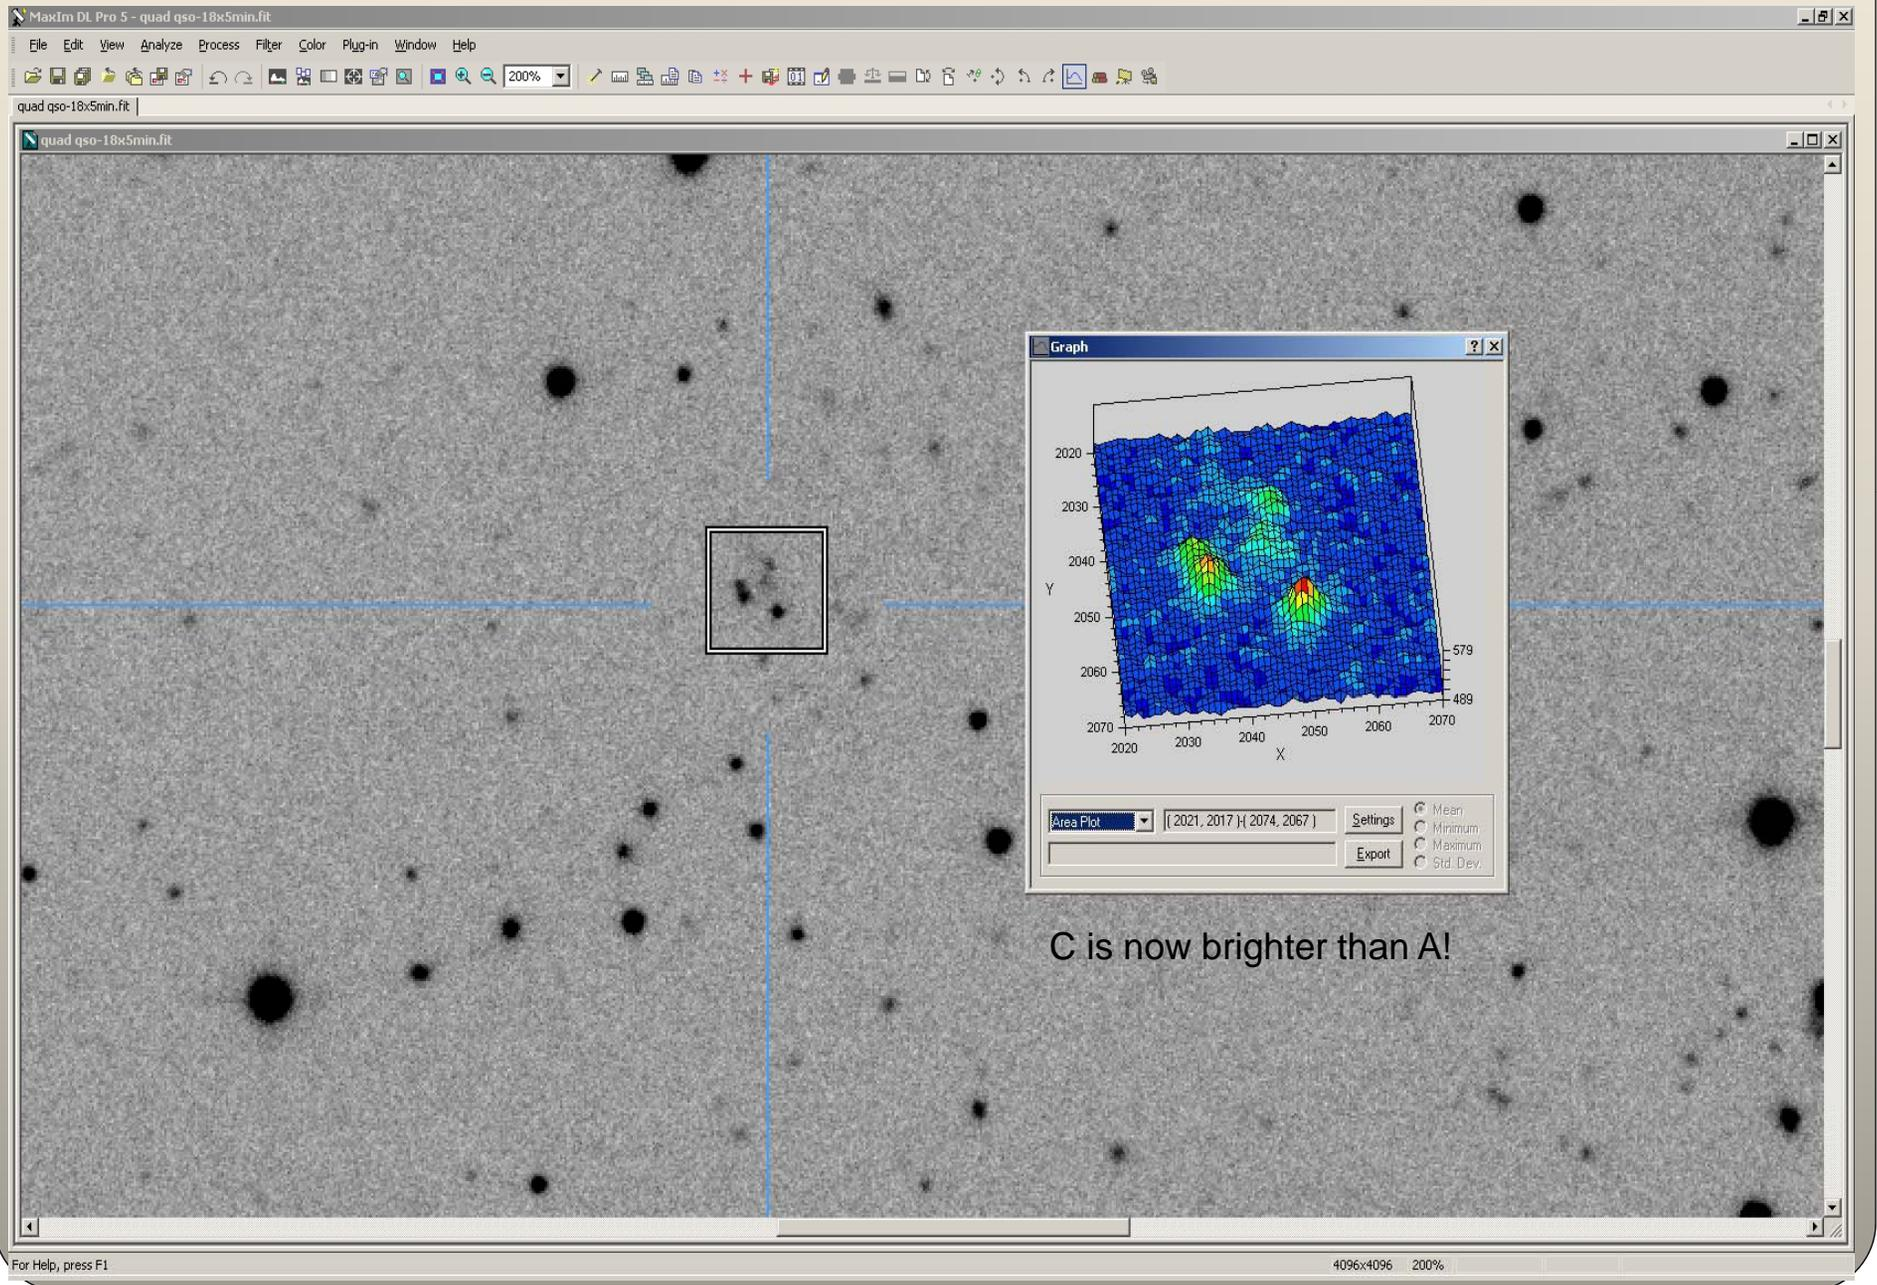 MaxIm DL Pro 5 - quad qso-18x5min.fit
File Edit View Analyze Process Filter Color Plug-in Window Help
200%
quad qso-18x5min.fit
quad qso-18x5min.fit
Graph
2020
2030
2040
Y
2050
2060
2070
579
489
2020 2030 2040 2050 2060 2070
X
Area Plot
( 2021, 2017 )-( 2074, 2067 )
Settings
Export
Mean
Minimum
Maximum
Std. Dev.
C is now brighter than A!
For Help, press F1
4096x4096 200%